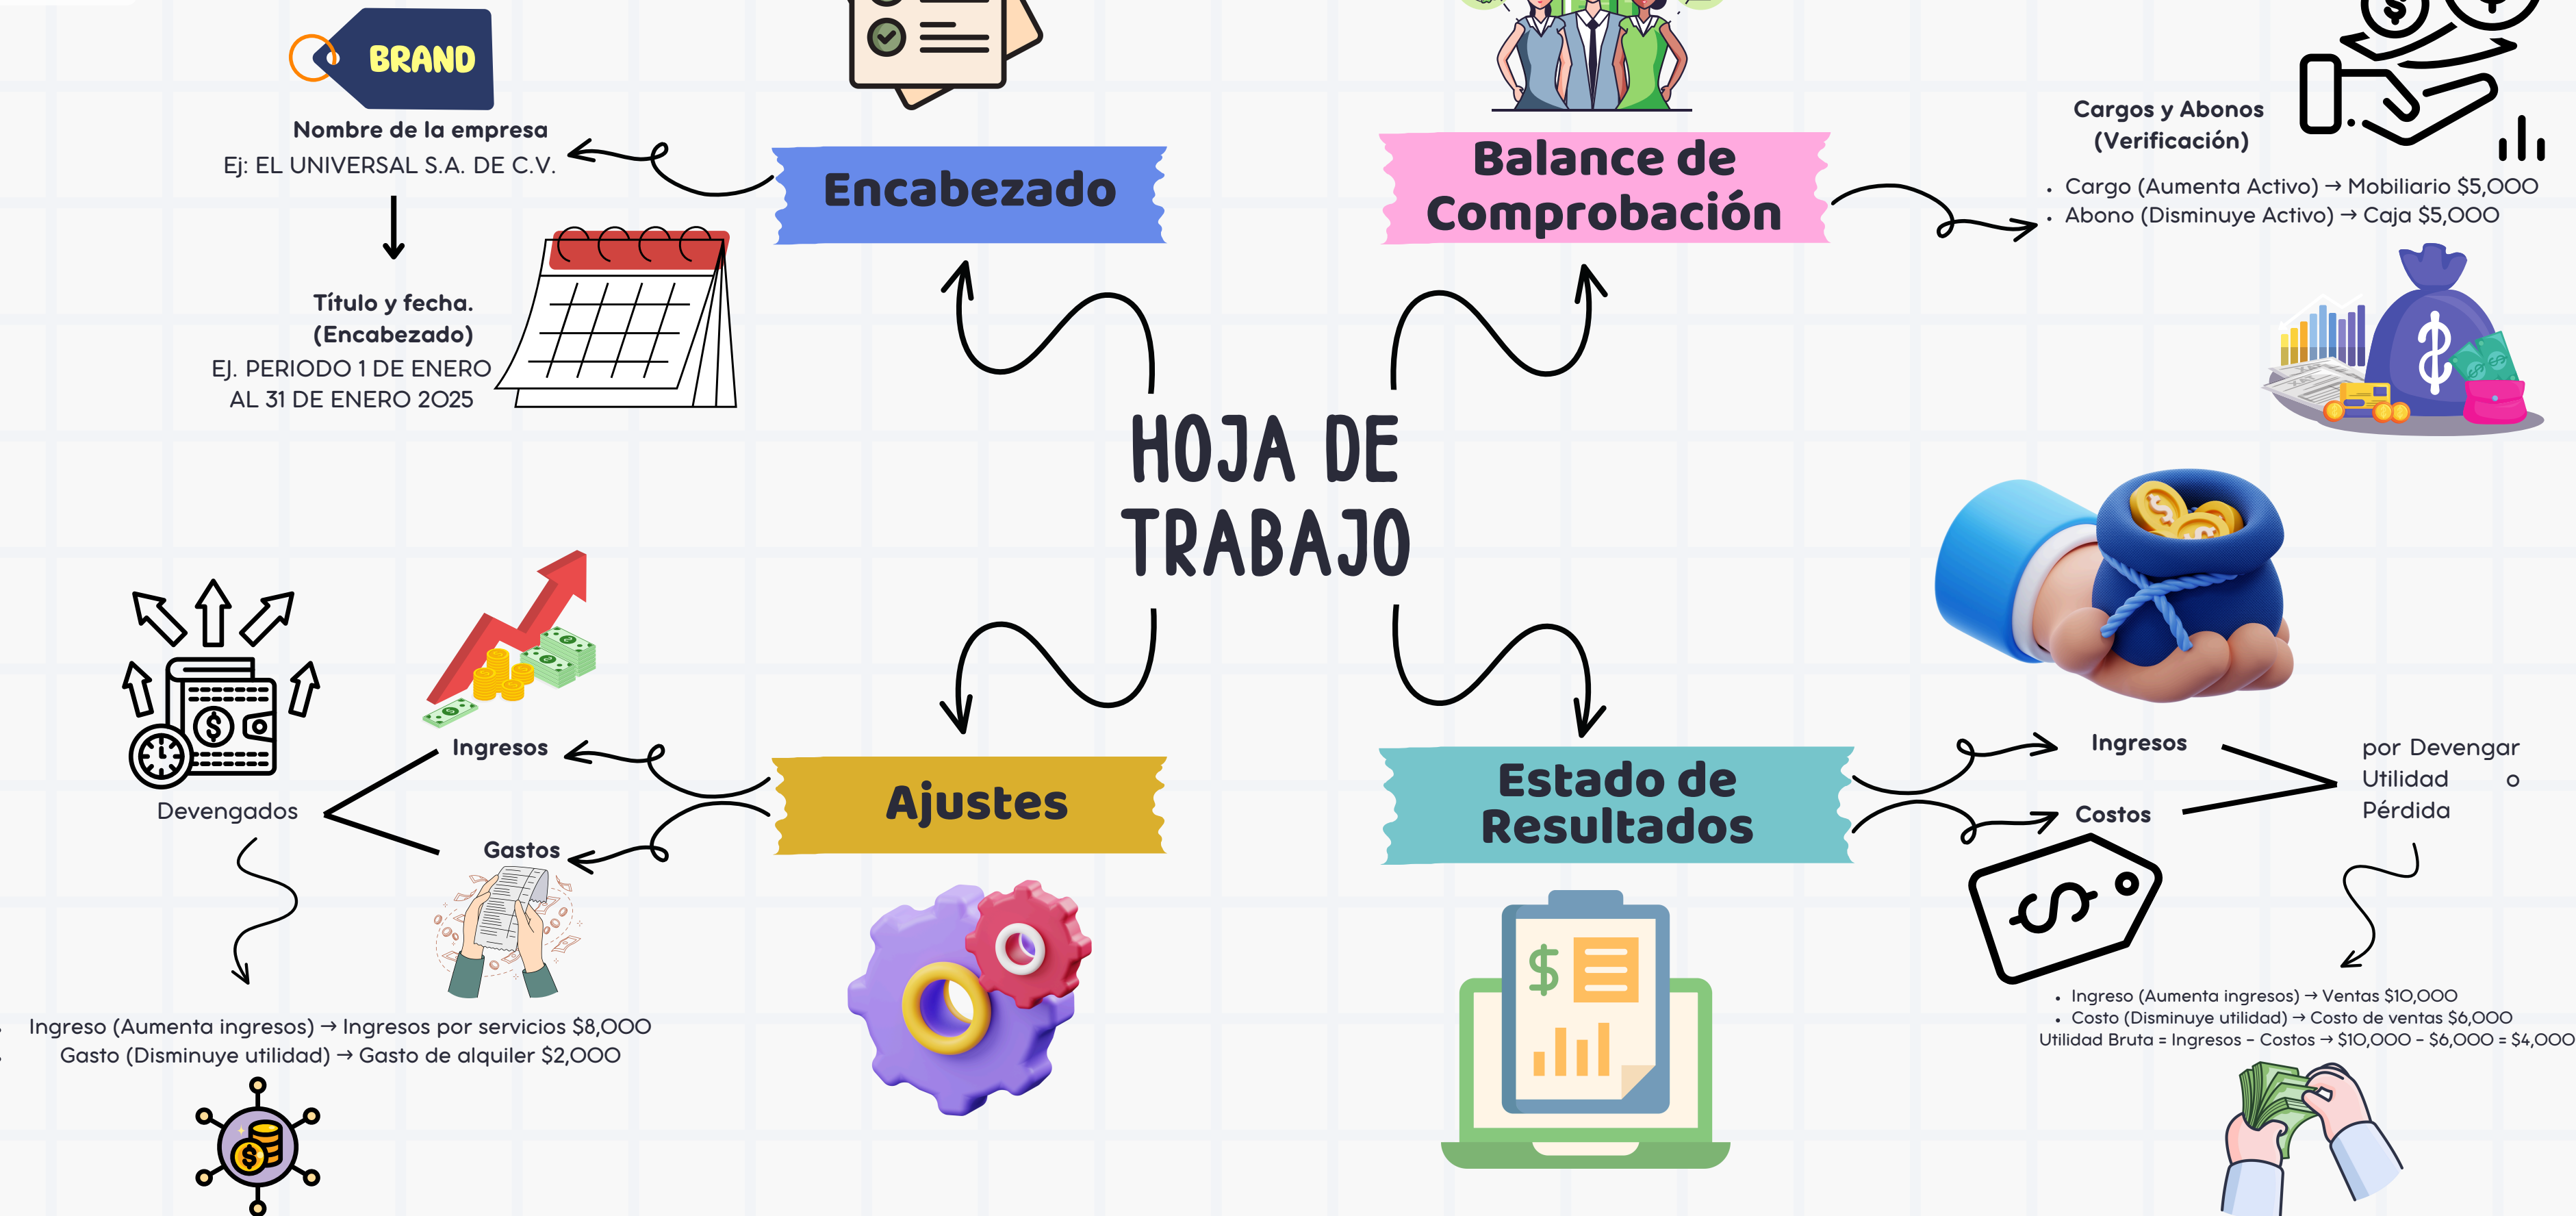 BRAND
Nombre de la empresa
Ej: EL UNIVERSAL S.A. DE C.V.
Título y fecha.
(Encabezado)
EJ. PERIODO 1 DE ENERO
AL 31 DE ENERO 2025
Encabezado
Balance de
Comprobación
Cargos y Abonos
(Verificación)
• Cargo (Aumenta Activo) → Mobiliario $5,000
• Abono (Disminuye Activo) → Caja $5,000
HOJA DE
TRABAJO
Ajustes
Ingresos
Gastos
Devengados
Ingreso (Aumenta ingresos) → Ingresos por servicios $8,000
Gasto (Disminuye utilidad) → Gasto de alquiler $2,000
Estado de
Resultados
Ingresos
Costos
por Devengar
Utilidad o
Pérdida
• Ingreso (Aumenta ingresos) → Ventas $10,000
• Costo (Disminuye utilidad) → Costo de ventas $6,000
Utilidad Bruta = Ingresos – Costos → $10,000 – $6,000 = $4,000